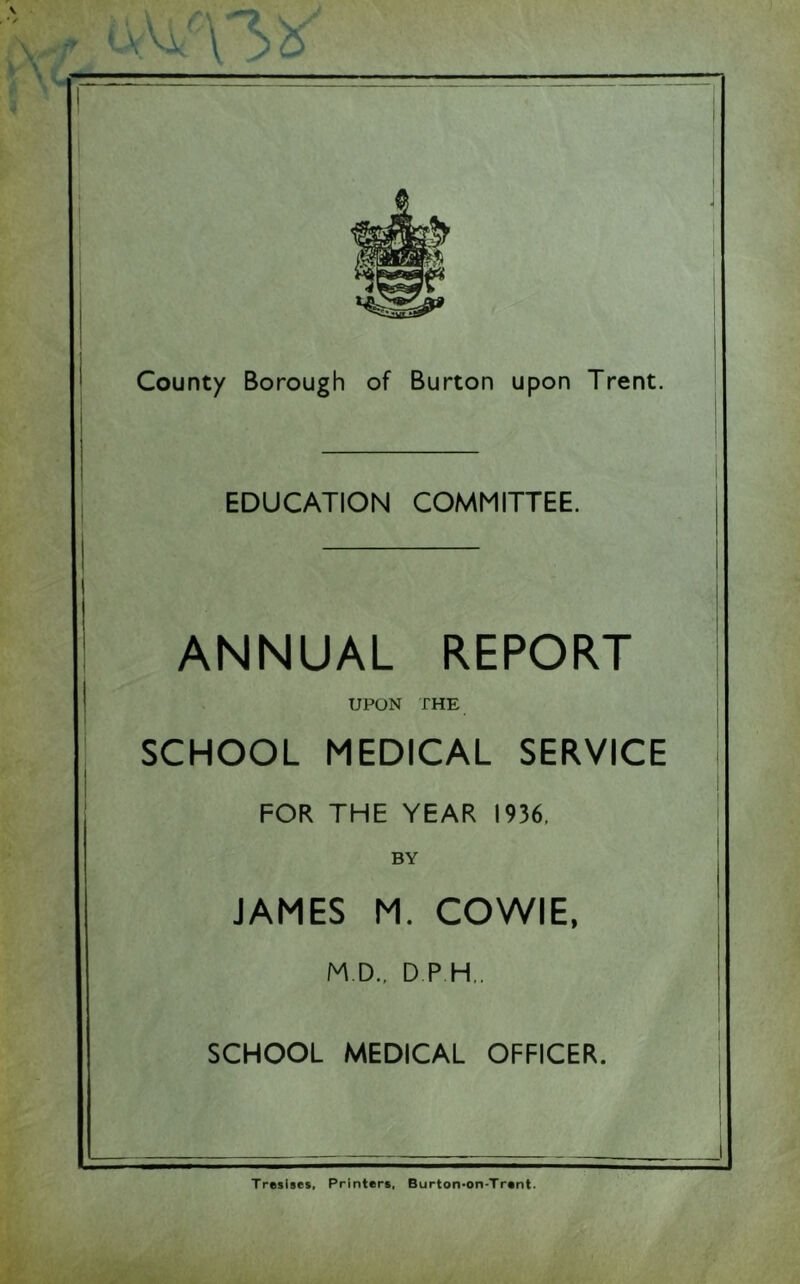 County Borough of Burton upon Trent.
EDUCATION COMMITTEE.
ANNUAL REPORT
UPON THE
SCHOOL MEDICAL SERVICE
FOR THE YEAR 1936,
BY
JAMES M. COWIE,
M.D., D.P.H.,
SCHOOL MEDICAL OFFICER.
Tresises, Printers, Burton-on-Trent.